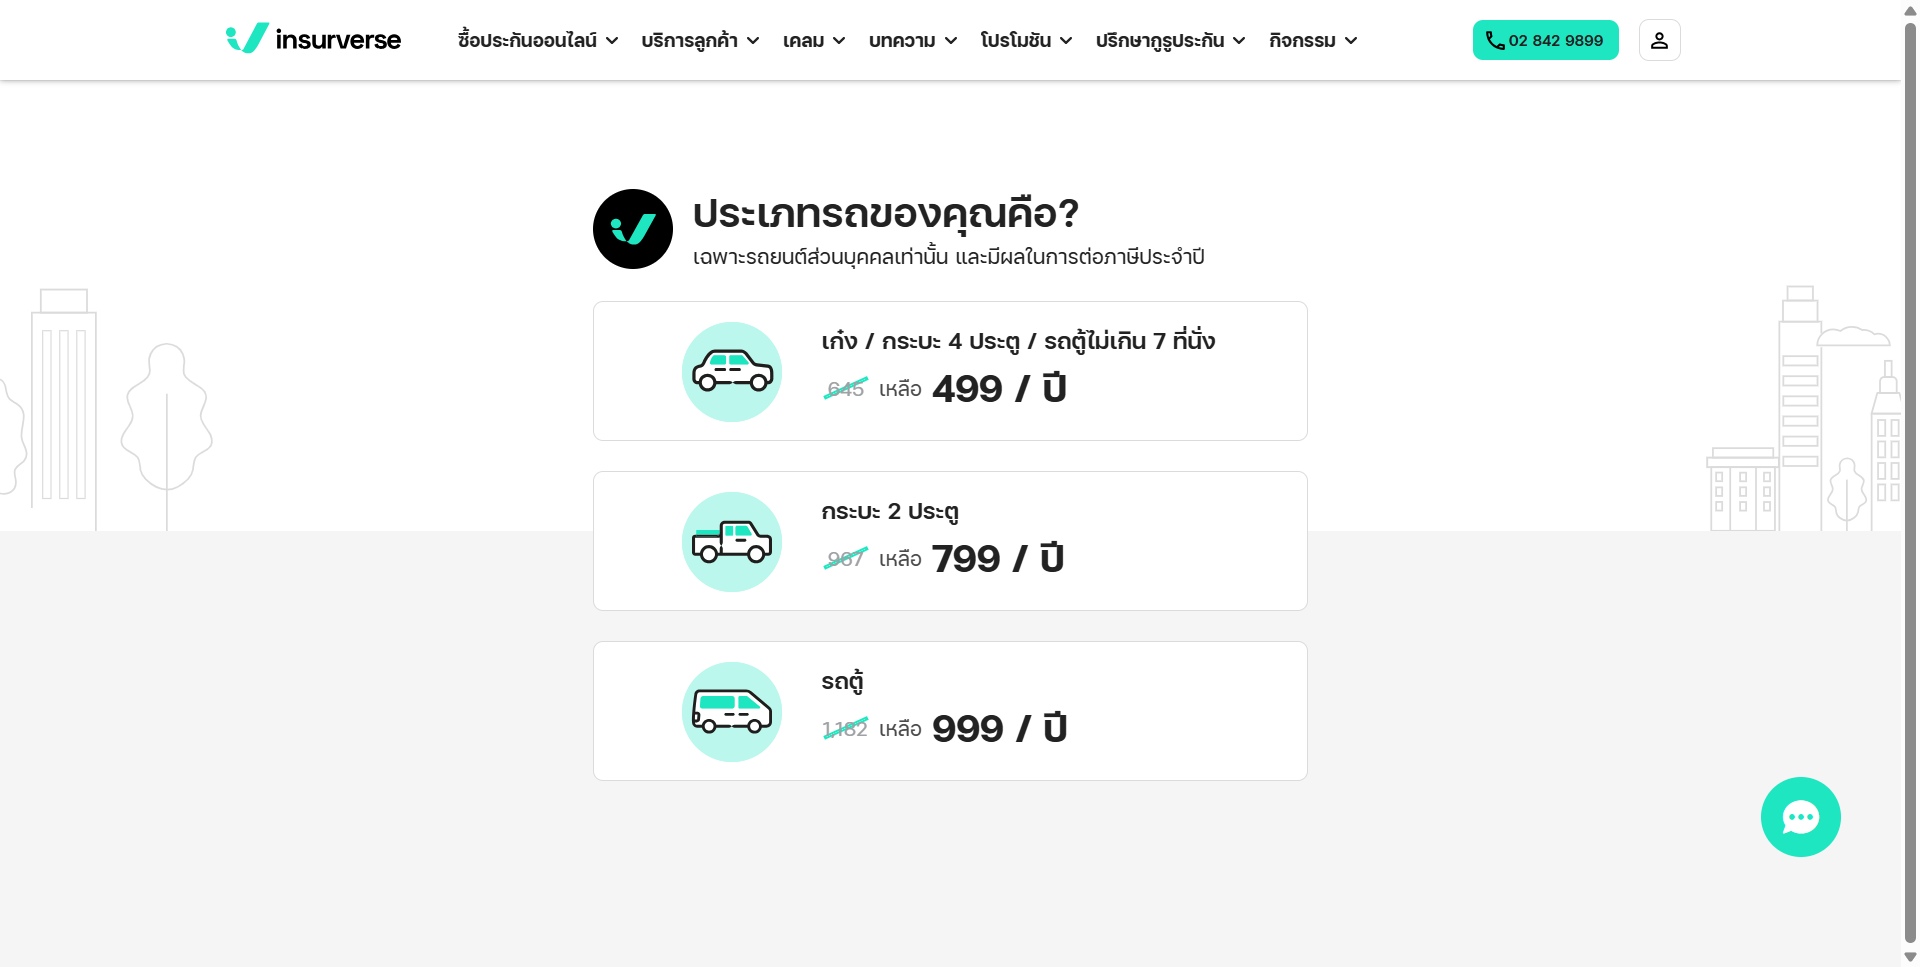 insurverse
ซื้อประกันออนไลน์ บริการลูกค้า เคลม บทความ โปรโมชัน ปรึกษากูรูประกัน กิจกรรม
02 842 9899
ประเภทรถของคุณคือ?
เฉพาะรถยนต์ส่วนบุคคลเท่านั้น และมีผลในการต่อภาษีประจำปี
เก๋ง / กระบะ 4 ประตู / รถตู้ไม่เกิน 7 ที่นั่ง
645 เหลือ 499 / ปี
กระบะ 2 ประตู
967 เหลือ 799 / ปี
รถตู้
1,182 เหลือ 999 / ปี